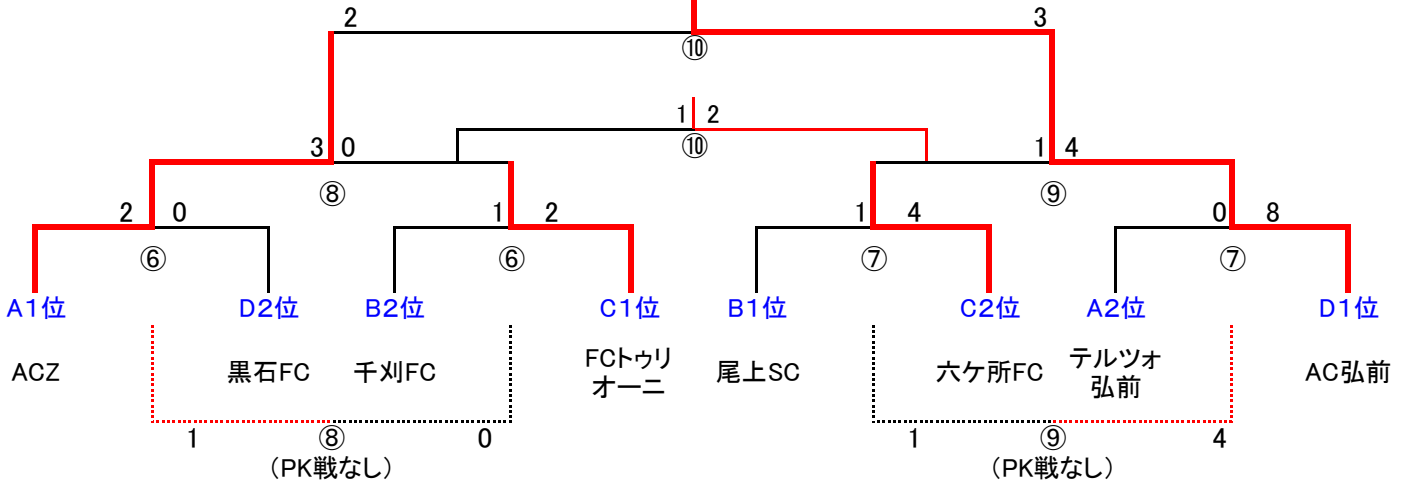 2 3
⑩
1 2
⑩
3 0 1 4
⑧ ⑨
2 0 1 2 1 4 0 8
⑥ ⑥ ⑦ ⑦
A1位 D2位 B2位 C1位 B1位 C2位 A2位 D1位
ACZ 黒石FC 千刈FC FCトゥリ
オーニ 尾上SC 六ケ所FC テルツォ
弘前 AC弘前
1 ⑧ 0 1 ⑨ 4
（PK戦なし） （PK戦なし）